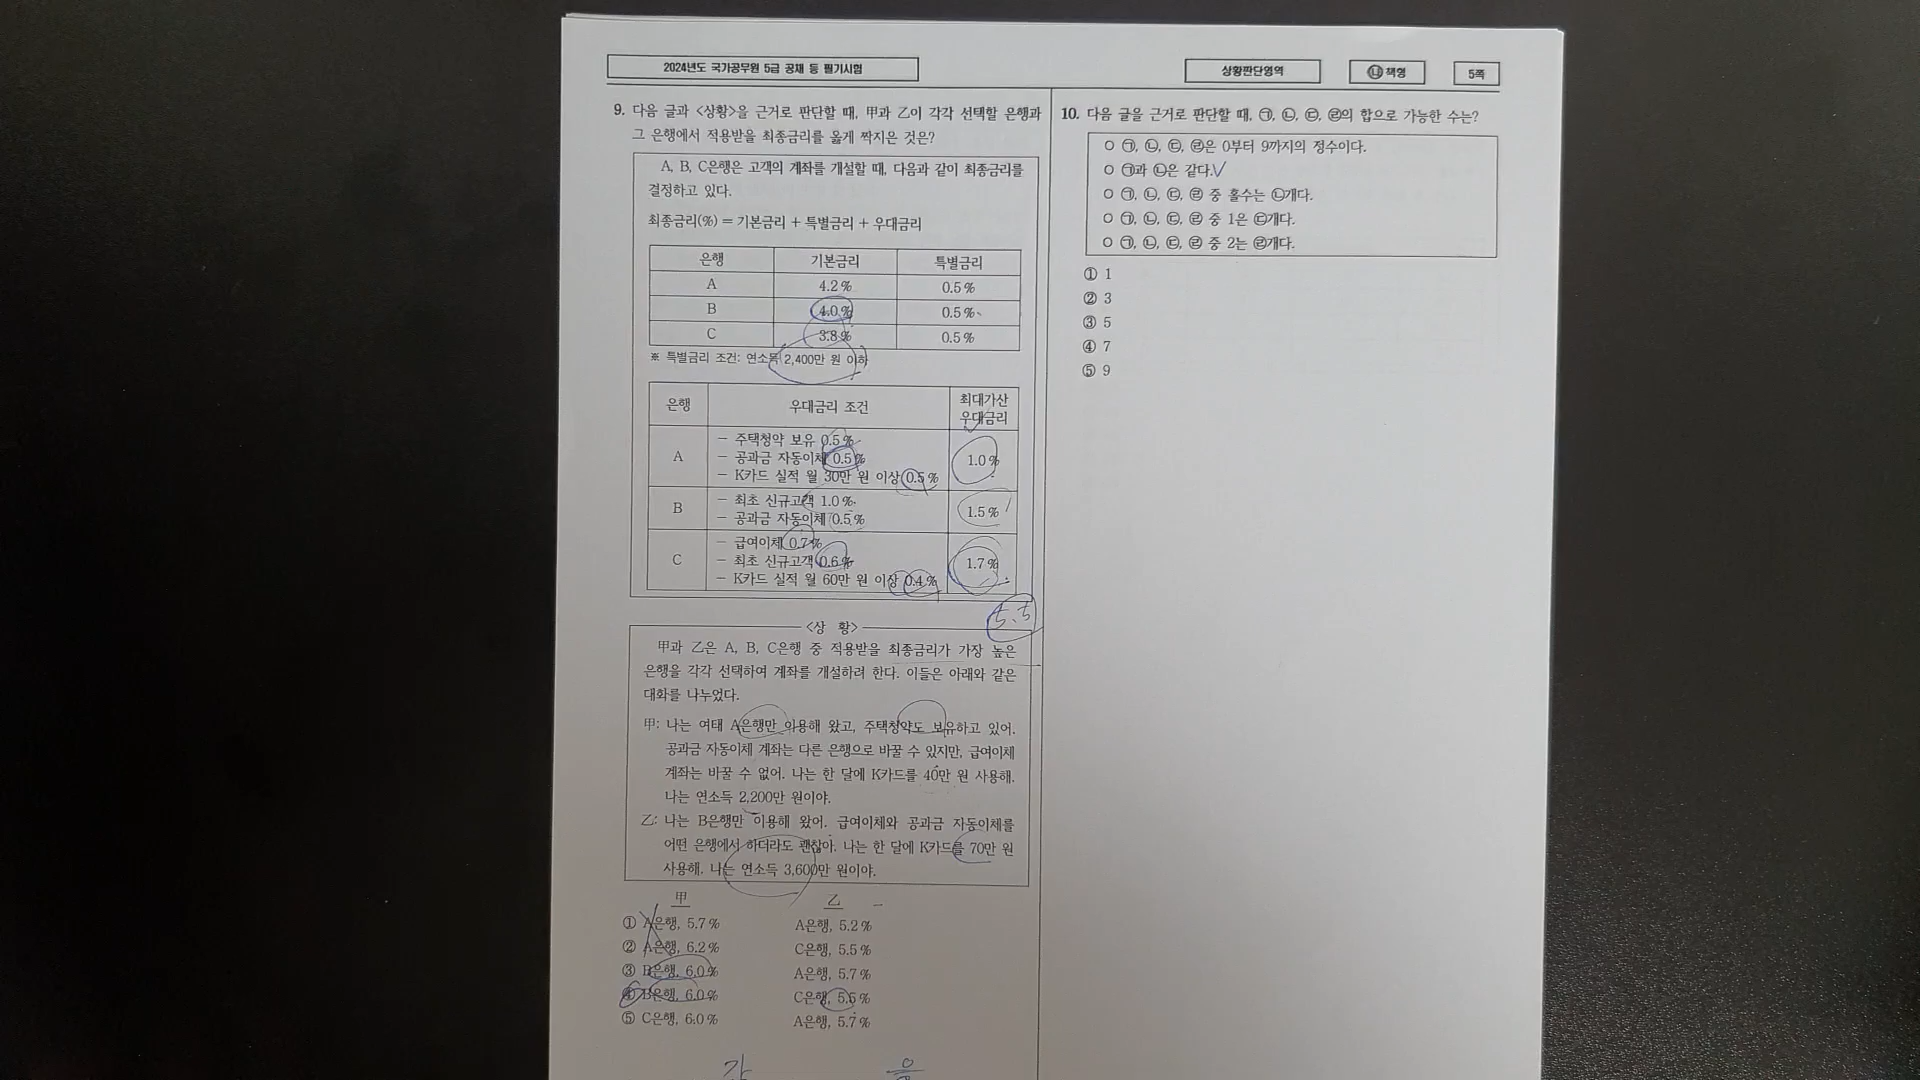 2024년도 국가공무원 5급 공채 등 필기시험
상황판단영역
㉯책형
5쪽
9. 다음 글과 <상황>을 근거로 판단할 때, 甲과 乙이 각각 선택할 은행과
그 은행에서 적용받을 최종금리를 옳게 짝지은 것은?
A, B, C은행은 고객의 계좌를 개설할 때, 다음과 같이 최종금리를
결정하고 있다.
최종금리(%) = 기본금리 + 특별금리 + 우대금리
은행 기본금리 특별금리
A 4.2% 0.5%
B 4.0% 0.5%
C 3.8% 0.5%
※ 특별금리 조건: 연소득 2,400만 원 이하
은행 우대금리 조건 최대가산
우대금리
- 주택청약 보유 0.5%
A - 공과금 자동이체 0.5% 1.0%
- K카드 실적 월 30만 원 이상 0.5%
- 최초 신규고객 1.0%
B - 공과금 자동이체 0.5% 1.5%
- 급여이체 0.7%
C - 최초 신규고객 0.6% 1.7%
- K카드 실적 월 60만 원 이상 0.4%
5.5
<상 황>
甲과 乙은 A, B, C은행 중 적용받을 최종금리가 가장 높은
은행을 각각 선택하여 계좌를 개설하려 한다. 이들은 아래와 같은
대화를 나누었다.
甲: 나는 여태 A은행만 이용해 왔고, 주택청약도 보유하고 있어.
공과금 자동이체 계좌는 다른 은행으로 바꿀 수 있지만, 급여이체
계좌는 바꿀 수 없어. 나는 한 달에 K카드를 40만 원 사용해.
나는 연소득 2,200만 원이야.
乙: 나는 B은행만 이용해 왔어. 급여이체와 공과금 자동이체를
어떤 은행에서 하더라도 괜찮아. 나는 한 달에 K카드를 70만 원
사용해. 나는 연소득 3,600만 원이야.
甲 乙
① A은행, 5.7% A은행, 5.2%
② A은행, 6.2% C은행, 5.5%
③ B은행, 6.0% A은행, 5.7%
④ B은행, 6.0% C은행, 5.5%
⑤ C은행, 6.0% A은행, 5.7%
10. 다음 글을 근거로 판단할 때, ㉠, ㉡, ㉢, ㉣의 합으로 가능한 수는?
○ ㉠, ㉡, ㉢, ㉣은 0부터 9까지의 정수이다.
○ ㉠과 ㉡은 같다.
○ ㉠, ㉡, ㉢, ㉣ 중 홀수는 ㉡개다.
○ ㉠, ㉡, ㉢, ㉣ 중 1은 ㉢개다.
○ ㉠, ㉡, ㉢, ㉣ 중 2는 ㉣개다.
① 1
② 3
③ 5
④ 7
⑤ 9